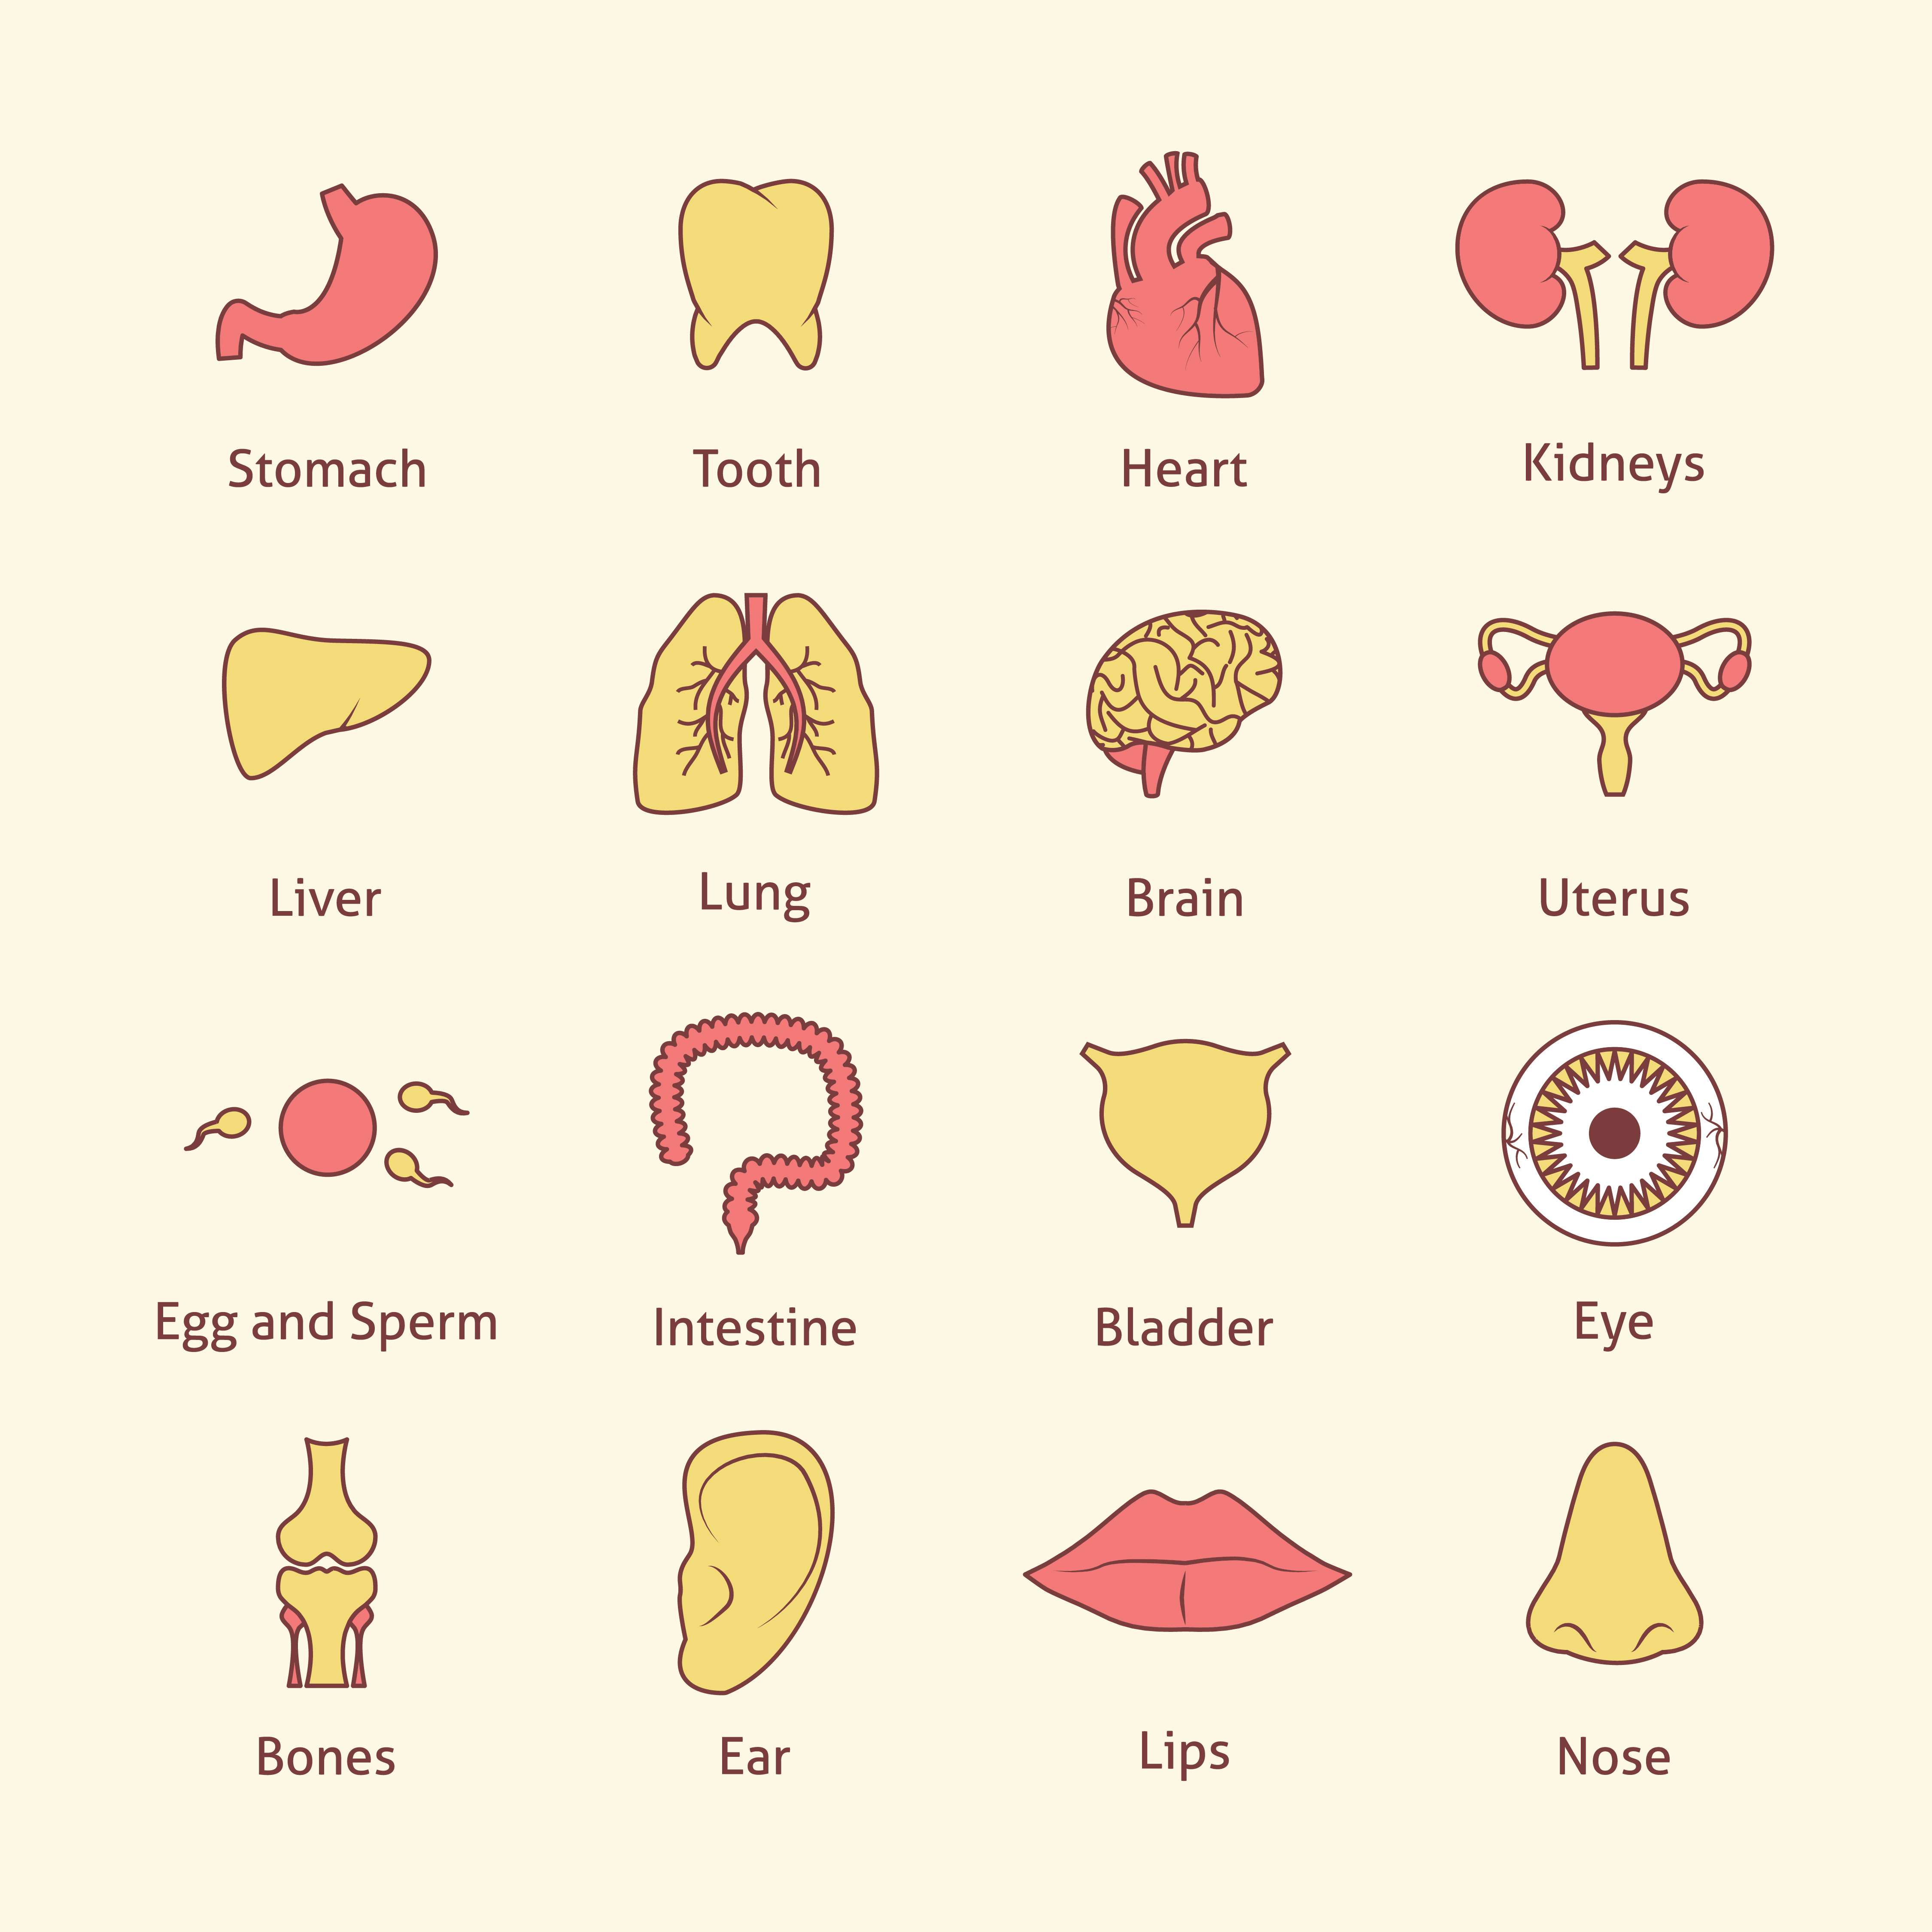 Stomach
Tooth
Heart
Kidneys
Liver
Lung
Brain
Uterus
Egg and Sperm
Intestine
Bladder
Eye
Bones
Ear
Lips
Nose